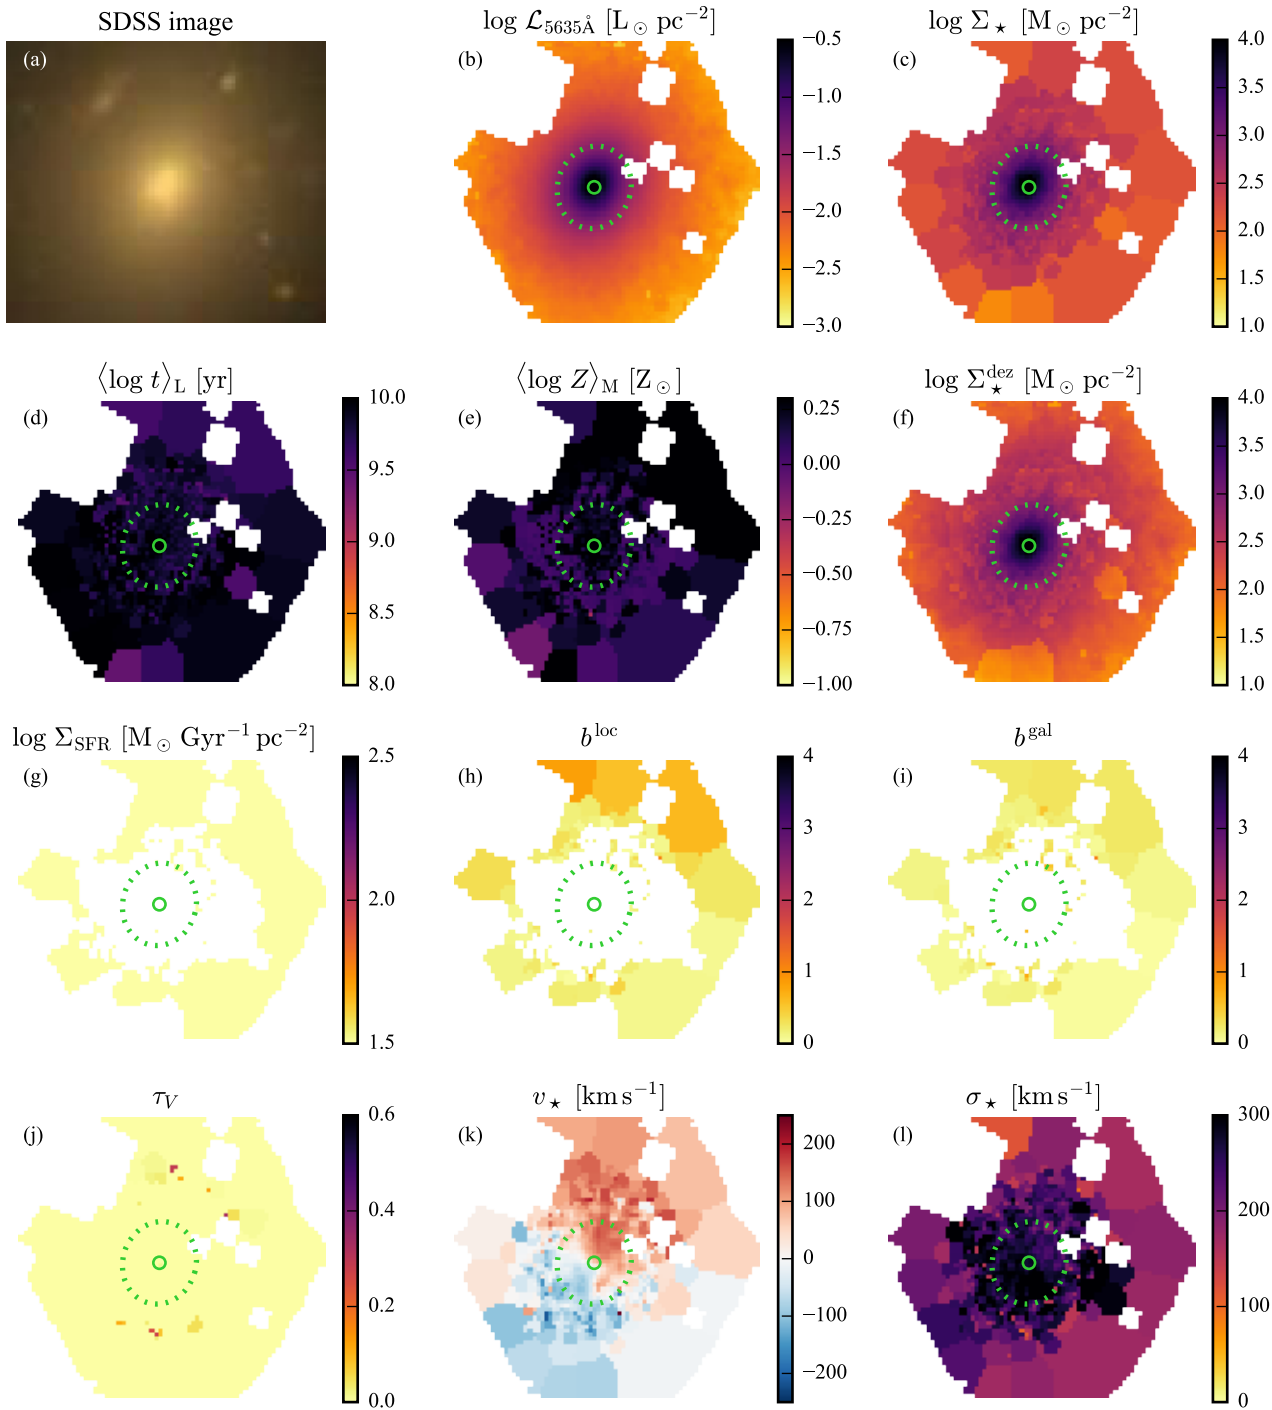 SDSS image
log ℒ₅₆₃₅Å [L⊙ pc⁻²]
log Σ⋆ [M⊙ pc⁻²]
(a)
(b)
−0.5
−1.0
−1.5
−2.0
−2.5
−3.0
(c)
4.0
3.5
3.0
2.5
2.0
1.5
1.0
⟨log t⟩L [yr]
⟨log Z⟩M [Z⊙]
log Σ⋆^dez [M⊙ pc⁻²]
(d)
10.0
9.5
9.0
8.5
8.0
(e)
0.25
0.00
−0.25
−0.50
−0.75
−1.00
(f)
4.0
3.5
3.0
2.5
2.0
1.5
1.0
log ΣSFR [M⊙ Gyr⁻¹ pc⁻²]
b^loc
b^gal
(g)
2.5
2.0
1.5
(h)
4
3
2
1
0
(i)
4
3
2
1
0
τV
v⋆ [km s⁻¹]
σ⋆ [km s⁻¹]
(j)
0.6
0.4
0.2
0.0
(k)
200
100
0
−100
−200
(l)
300
200
100
0